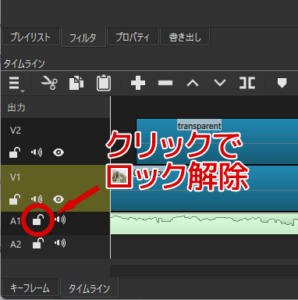 プレイリスト フィルタ プロパティ 書き出し
タイムライン
出力
V2
transparent
クリックで
V1
ロック解除
A1
A2
キーフレーム タイムライン